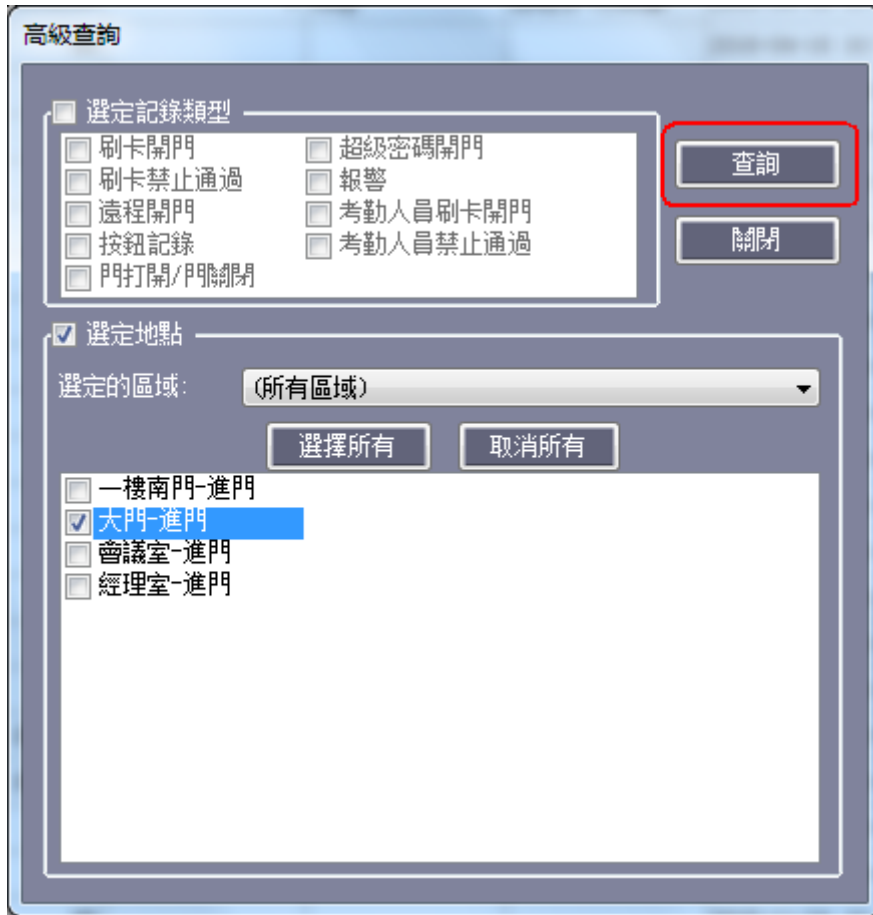 高級查詢
選定記錄類型
刷卡開門
超級密碼開門
刷卡禁止通過
報警
遠程開門
考勤人員刷卡開門
按鈕記錄
考勤人員禁止通過
門打開/門關閉
查詢
關閉
選定地點
選定的區域:
(所有區域)
選擇所有
取消所有
一樓南門-進門
大門-進門
會議室-進門
經理室-進門